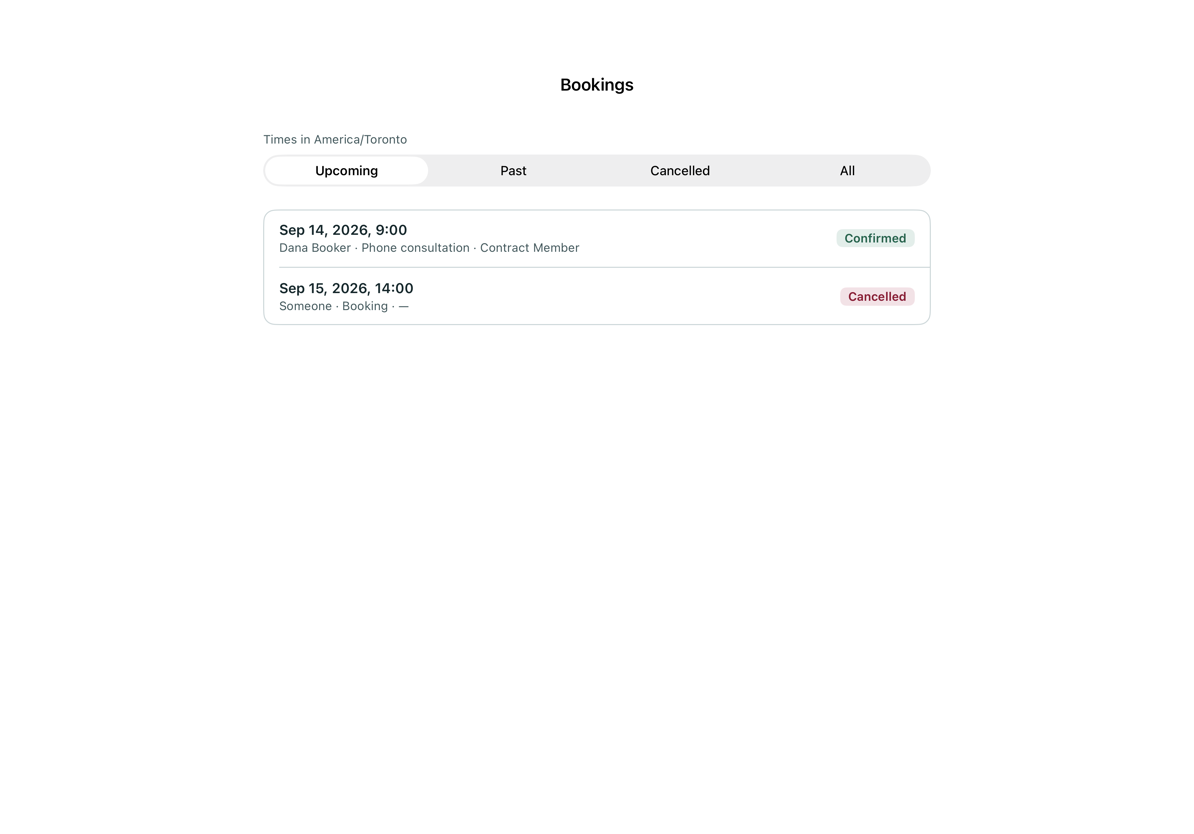 Bookings
Times in America/Toronto
Upcoming Past Cancelled All
Sep 14, 2026, 9:00
Dana Booker · Phone consultation · Contract Member
Confirmed
Sep 15, 2026, 14:00
Someone · Booking · —
Cancelled